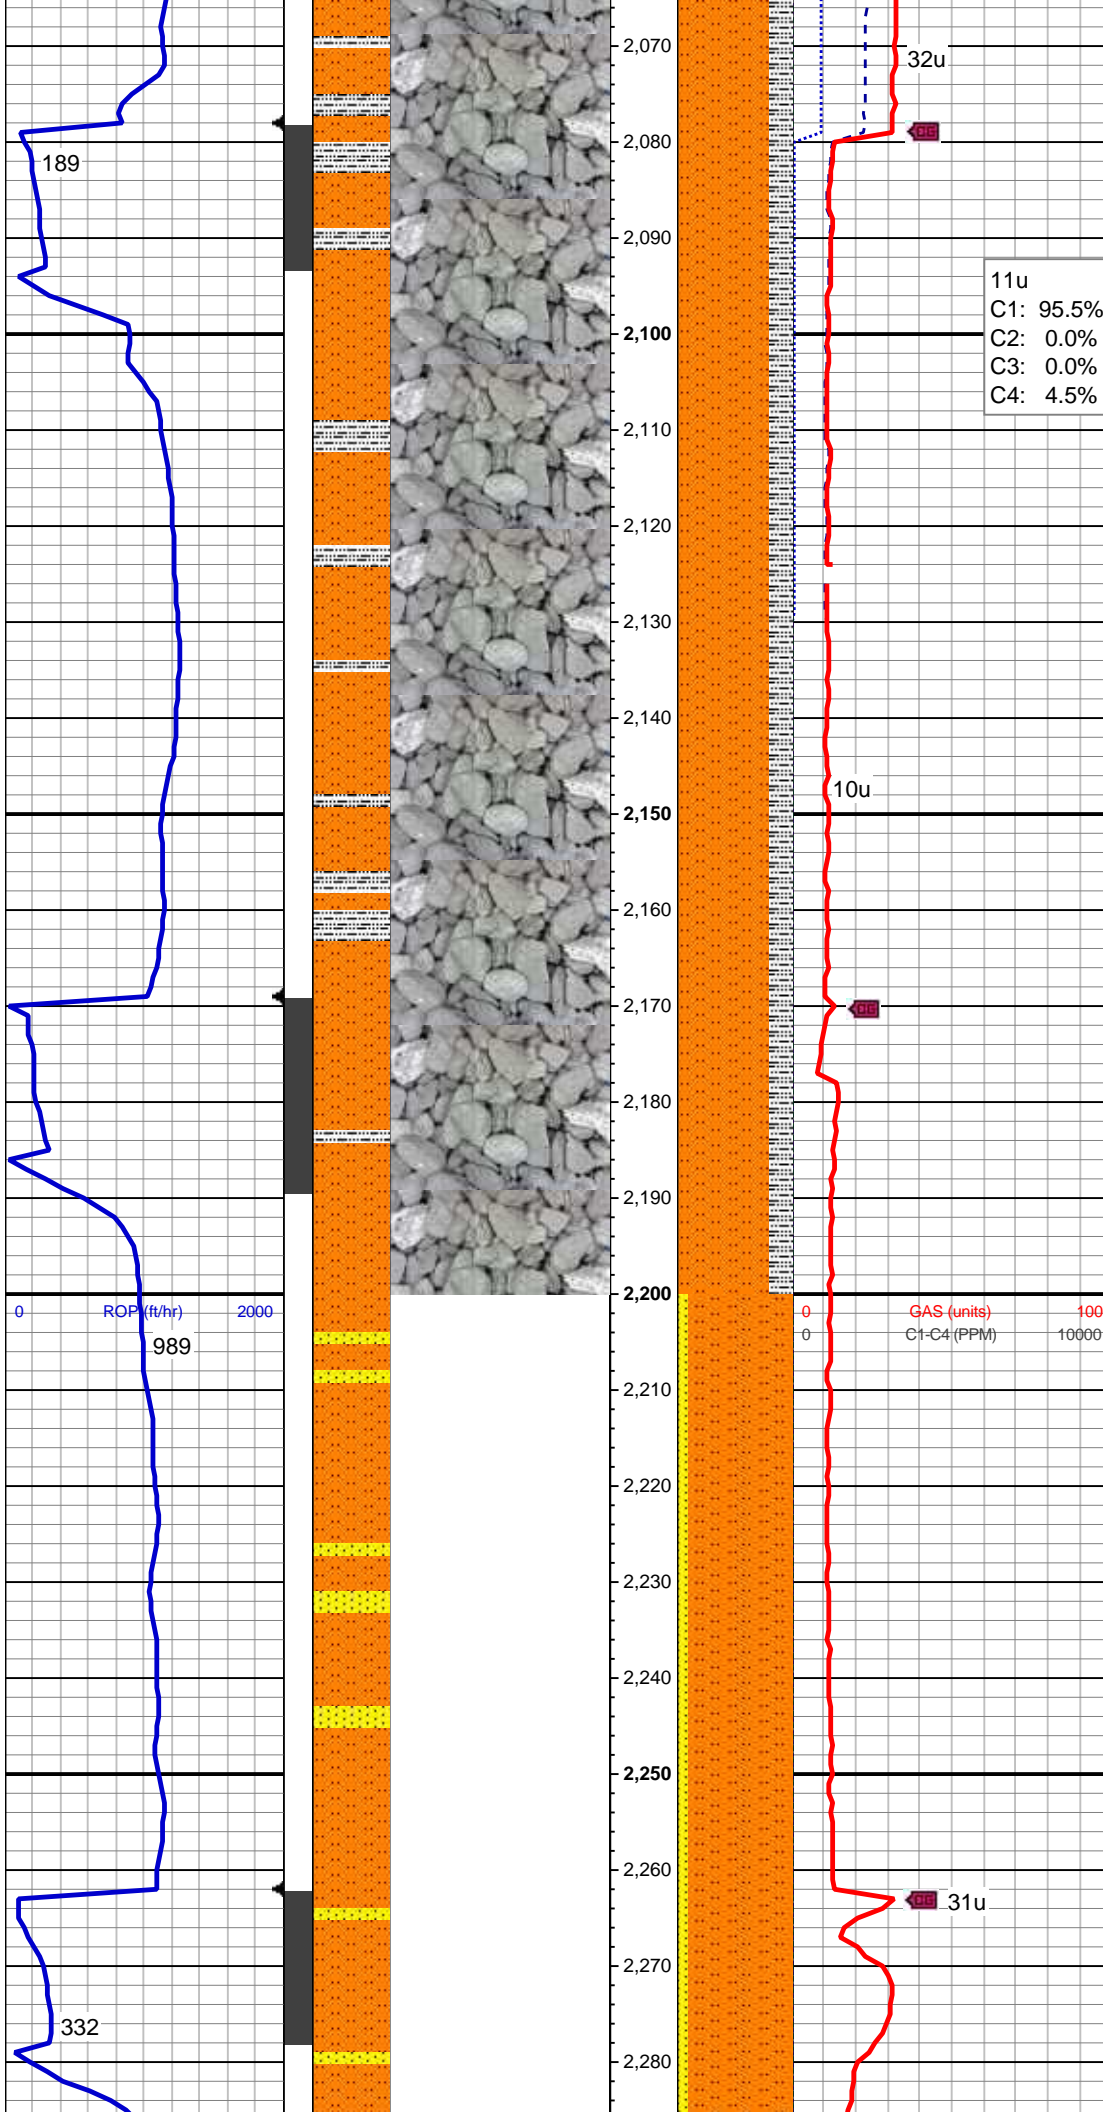 2,070
32u
CG
2,080
189
2,090
11u
C1: 95.5%
C2: 0.0%
C3: 0.0%
C4: 4.5%
2,100
2,110
2,120
2,130
2,140
10u
2,150
2,160
2,170
CG
2,180
2,190
2,200
0 ROP (ft/hr) 2000
0 GAS (units) 100
0 C1-C4 (PPM) 10000
989
2,210
2,220
2,230
2,240
2,250
2,260
CG 31u
2,270
332
2,280